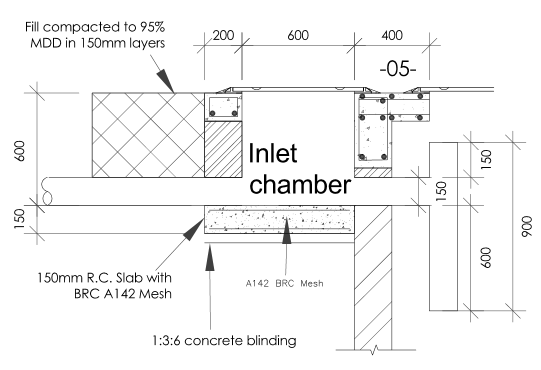 Fill compacted to 95%
MDD in 150mm layers
200
600
400
-05-
600
150
Inlet
chamber
150
150
600
900
150mm R.C. Slab with
BRC A142 Mesh
A142 BRC Mesh
1:3:6 concrete blinding